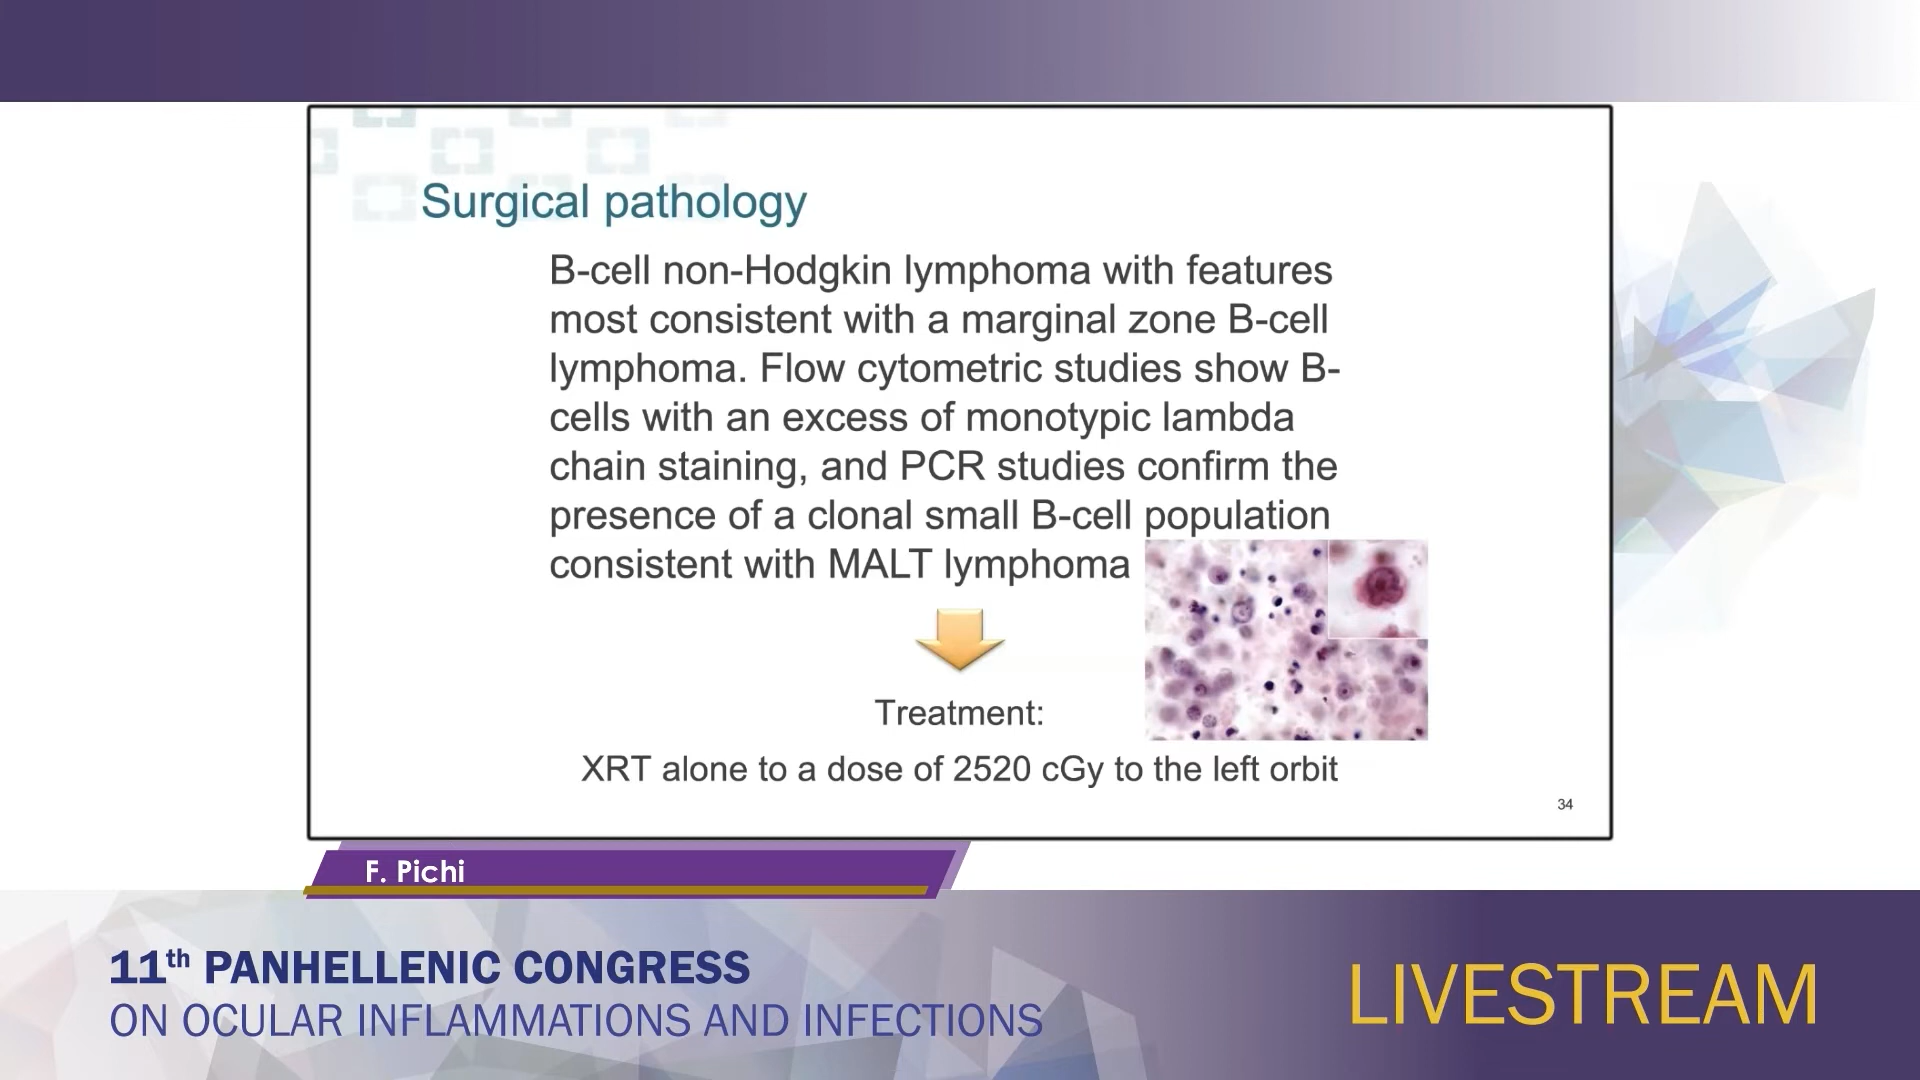 Surgical pathology
B-cell non-Hodgkin lymphoma with features
most consistent with a marginal zone B-cell
lymphoma. Flow cytometric studies show B-
cells with an excess of monotypic lambda
chain staining, and PCR studies confirm the
presence of a clonal small B-cell population
consistent with MALT lymphoma
Treatment:
XRT alone to a dose of 2520 cGy to the left orbit
34
F. Pichi
11th PANHELLENIC CONGRESS
ON OCULAR INFLAMMATIONS AND INFECTIONS
LIVESTREAM